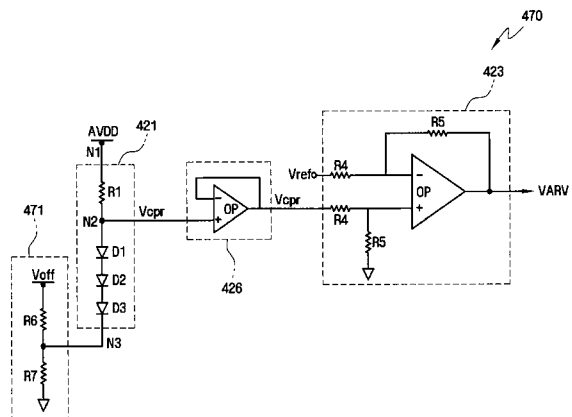 470
423
421
AVDD
N1
R1
R5
Vrefo
R4
OP
VARV
N2
Vcpr
OP
Vcpr
R4
R5
471
D1
426
Voff
D2
R6
D3
N3
R7